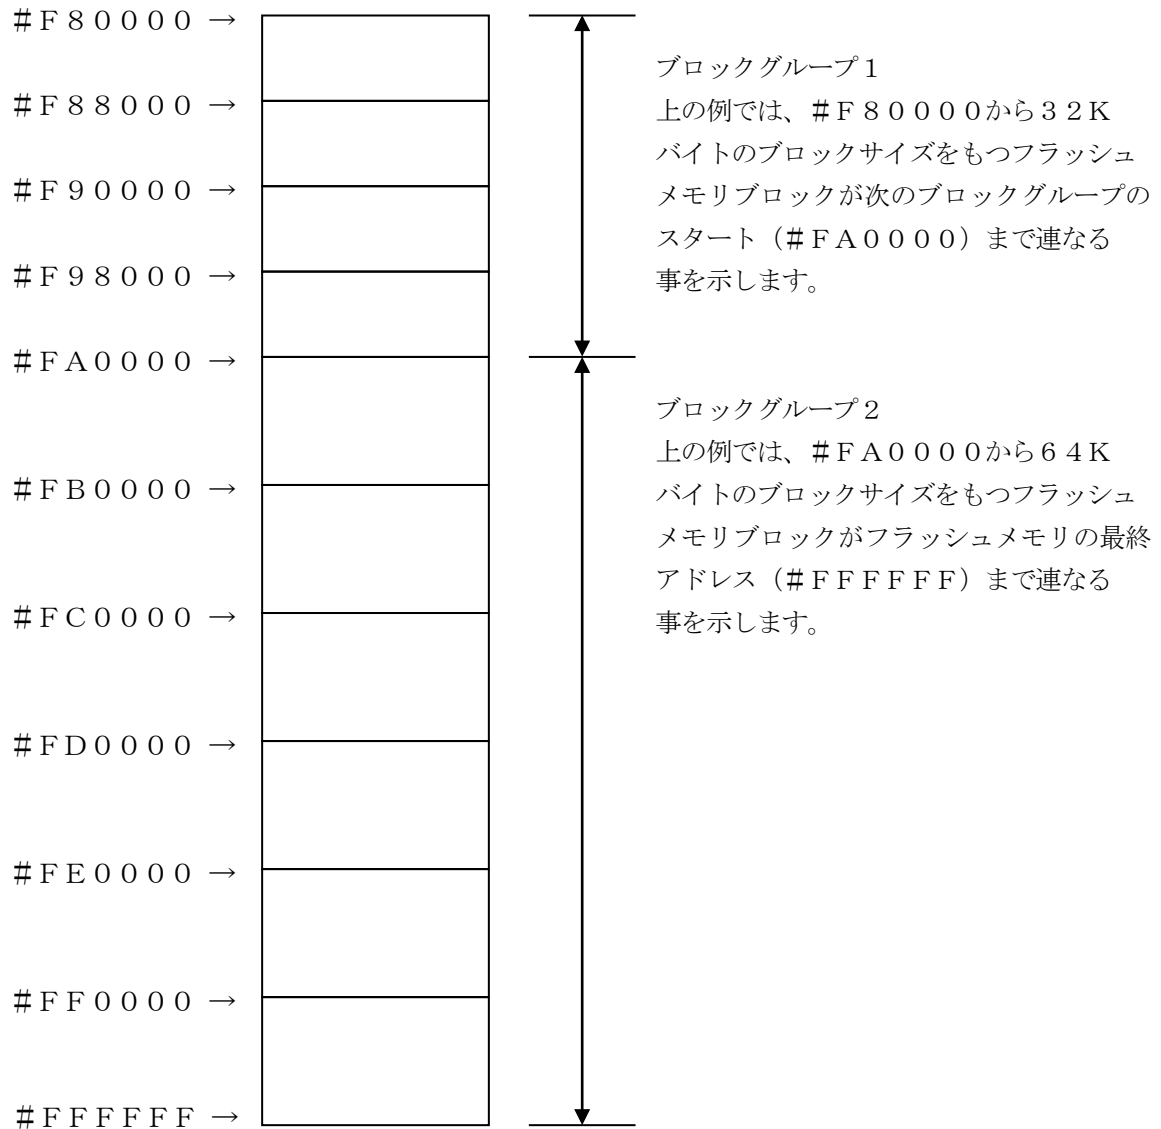 ＃Ｆ８００００ →
＃Ｆ８８０００ →
＃Ｆ９００００ →
＃Ｆ９８０００ →
＃ＦＡ００００ →
＃ＦＢ００００ →
＃ＦＣ００００ →
＃ＦＤ００００ →
＃ＦＥ００００ →
＃ＦＦ００００ →
＃ＦＦＦＦＦＦ →
ブロックグループ１
上の例では、＃Ｆ８００００から３２Ｋ
バイトのブロックサイズをもつフラッシュ
メモリブロックが次のブロックグループの
スタート（＃ＦＡ００００）まで連なる
事を示します。
ブロックグループ２
上の例では、＃ＦＡ００００から６４Ｋ
バイトのブロックサイズをもつフラッシュ
メモリブロックがフラッシュメモリの最終
アドレス（＃ＦＦＦＦＦＦ）まで連なる
事を示します。